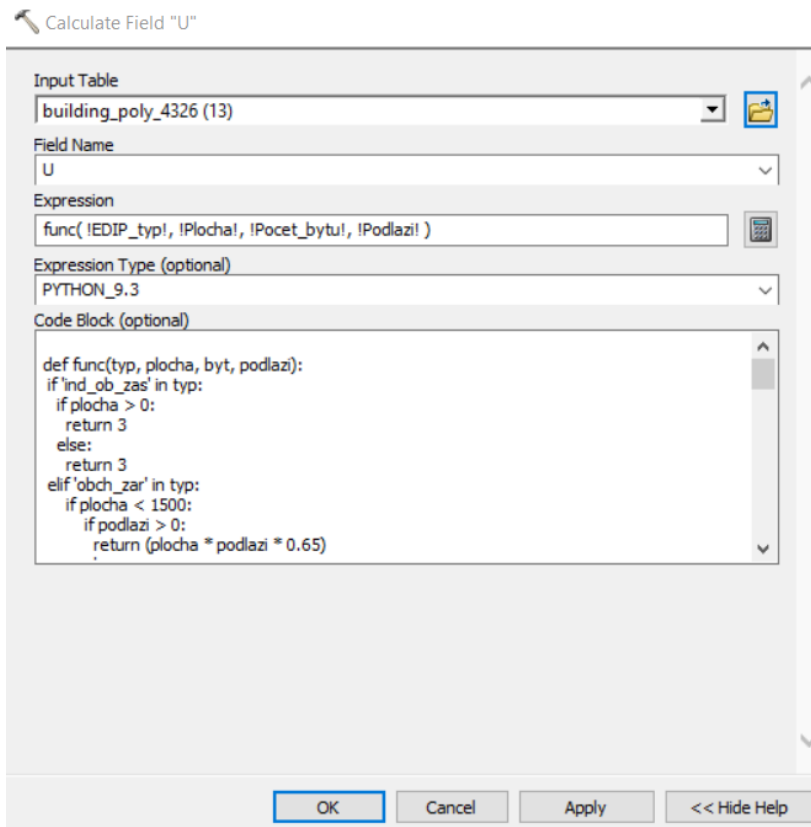 Calculate Field "U"
Input Table
building_poly_4326 (13)
Field Name
U
Expression
func( !EDIP_typ!, !Plocha!, !Pocet_bytu!, !Podlazi! )
Expression Type (optional)
PYTHON_9.3
Code Block (optional)
def func(typ, plocha, byt, podlazi):
if 'ind_ob_zas' in typ:
if plocha > 0:
return 3
else:
return 3
elif 'obch_zar' in typ:
if plocha < 1500:
if podlazi > 0:
return (plocha * podlazi * 0.65)
OK Cancel Apply << Hide Help